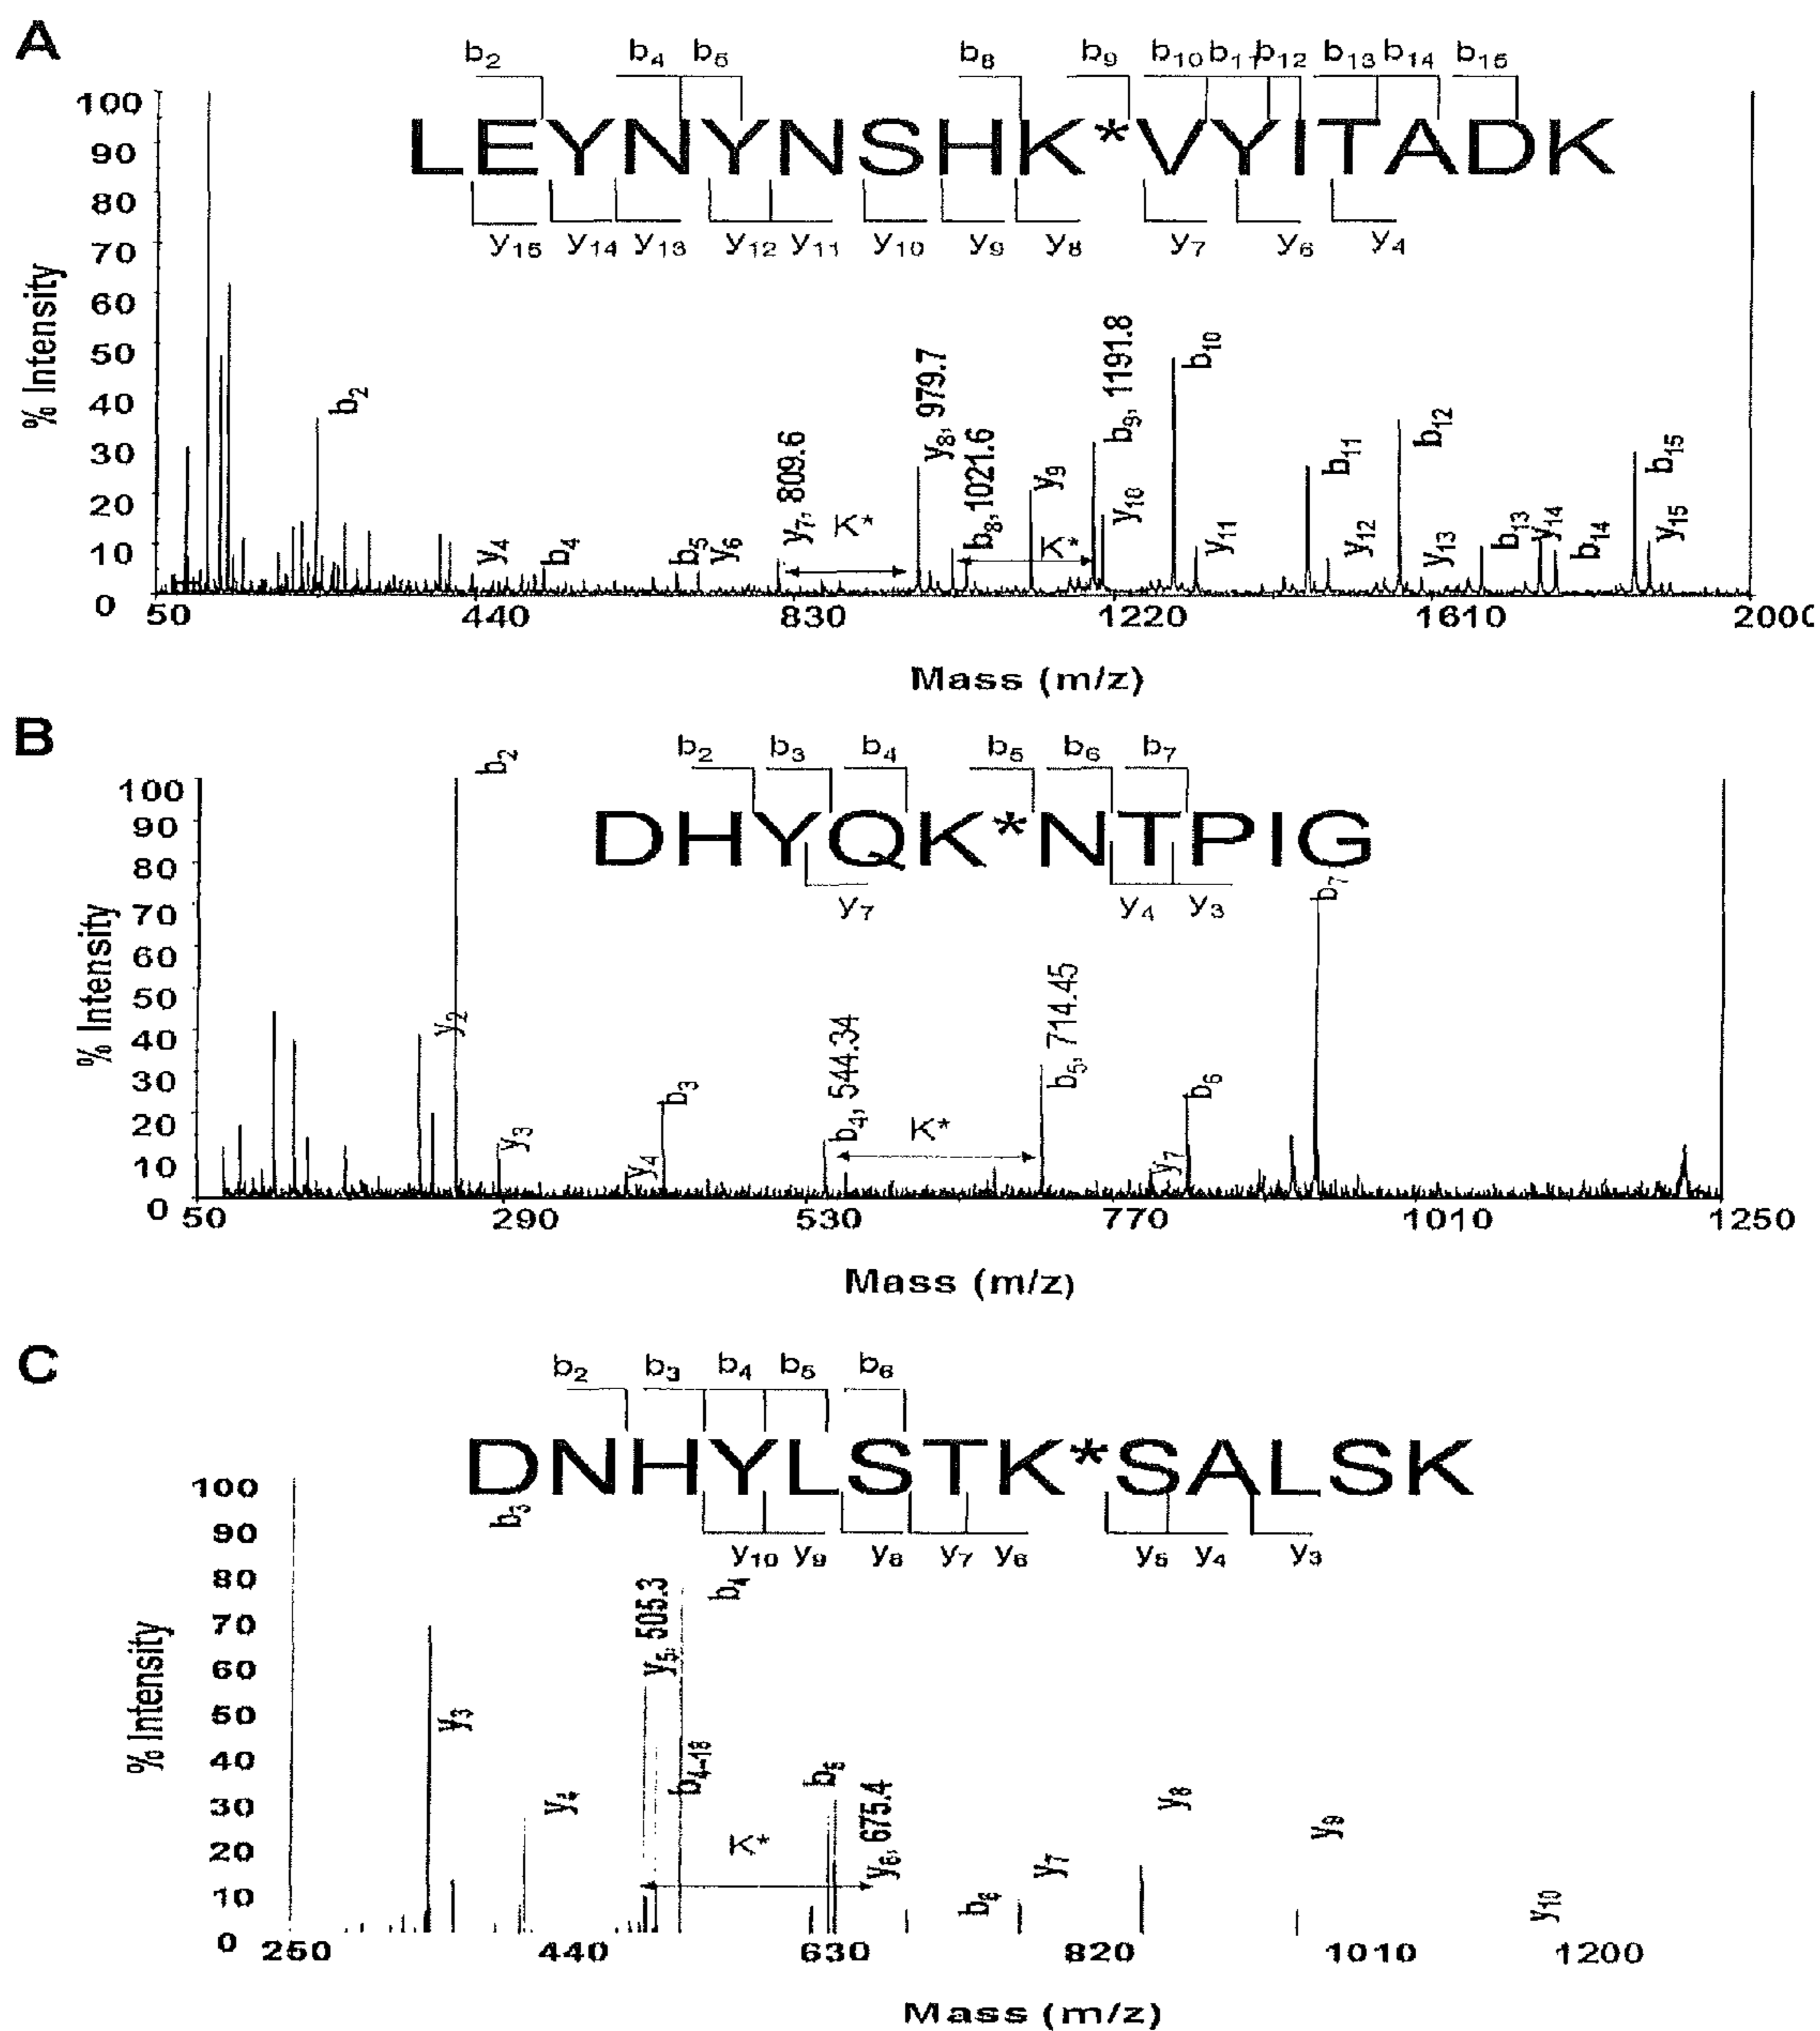 A
b2 b4 b5 b8 b9 b10 b11 b12 b13 b14 b15
LEYNYNSHK*VYITADK
y15 y14 y13 y12 y11 y10 y9 y8 y7 y6 y4
% Intensity
100
90
80
70
60
50
40
30
20
10
0
b2
y4
b4
b5
y6
y7, 809.6
K*
y8, 979.7
b8, 1021.6
y9
K*
b9, 1191.8
y10
b10
y11
b11
y12
b12
y13
b13
y14
b14
b15
y15
50 440 830 1220 1610 2000
Mass (m/z)
B
b2 b3 b4 b5 b6 b7
DHYQK*NTPIG
y7 y4 y3
% Intensity
100
90
80
70
60
50
40
30
20
10
0
y2
b2
y3
y4
b3
b4, 544.34
K*
b5, 714.45
y7
b6
b7
50 290 530 770 1010 1250
Mass (m/z)
C
b2 b3 b4 b5 b6
DNHYLSTK*SALSK
y10 y9 y8 y7 y6 y5 y4 y3
% Intensity
100
90
80
70
60
50
40
30
20
10
0
y3
b3
y4
y5, 505.3
b4-18
b4
K*
b5
y6, 675.4
b6
y7
y8
y9
y10
250 440 630 820 1010 1200
Mass (m/z)